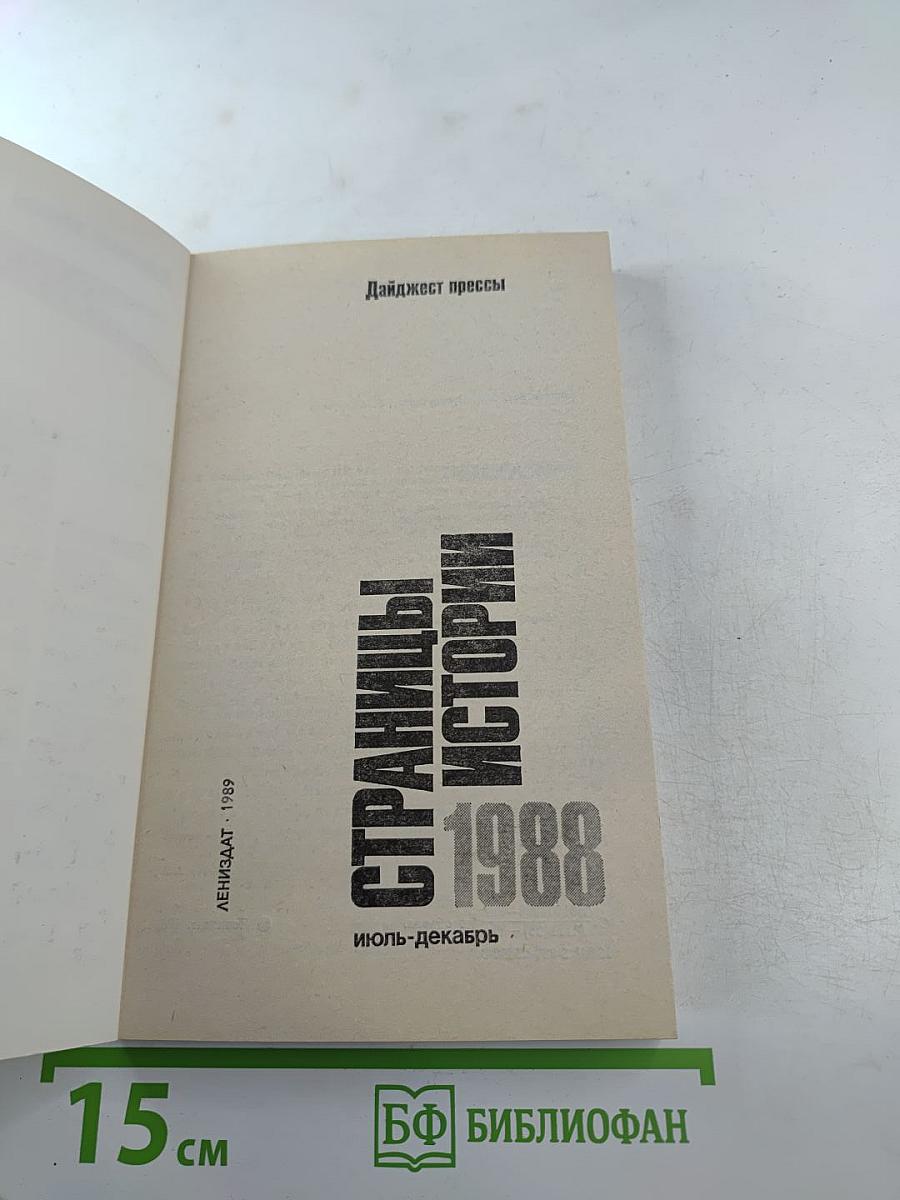 Дайджест прессы
СТРАНИЦЫ
ИСТОРИИ
1988
июль-декабрь
ЛЕНИЗДАТ · 1989
15 см
БФ БИБЛИОФАН